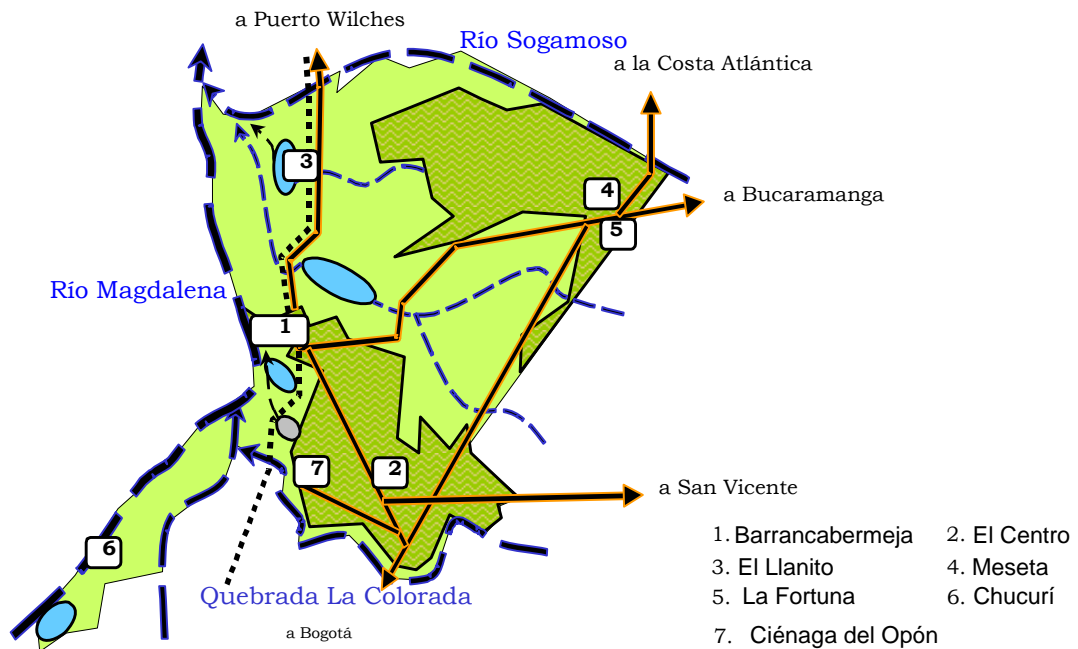 a Puerto Wilches
Río Sogamoso
a la Costa Atlántica
3
4
a Bucaramanga
5
Río Magdalena
1
7
2
a San Vicente
6
Quebrada La Colorada
a Bogotá
1. Barrancabermeja 2. El Centro
3. El Llanito 4. Meseta
5. La Fortuna 6. Chucurí
7. Ciénaga del Opón